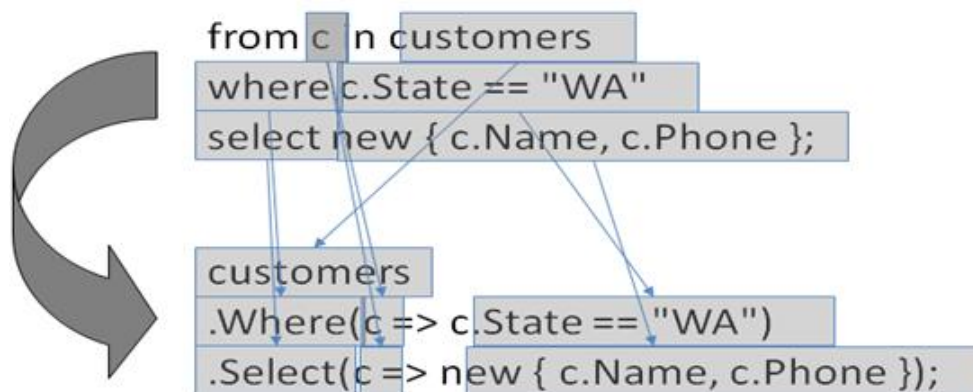 from c in customers
where c.State == "WA"
select new { c.Name, c.Phone };
customers
.Where(c => c.State == "WA")
.Select(c => new { c.Name, c.Phone });